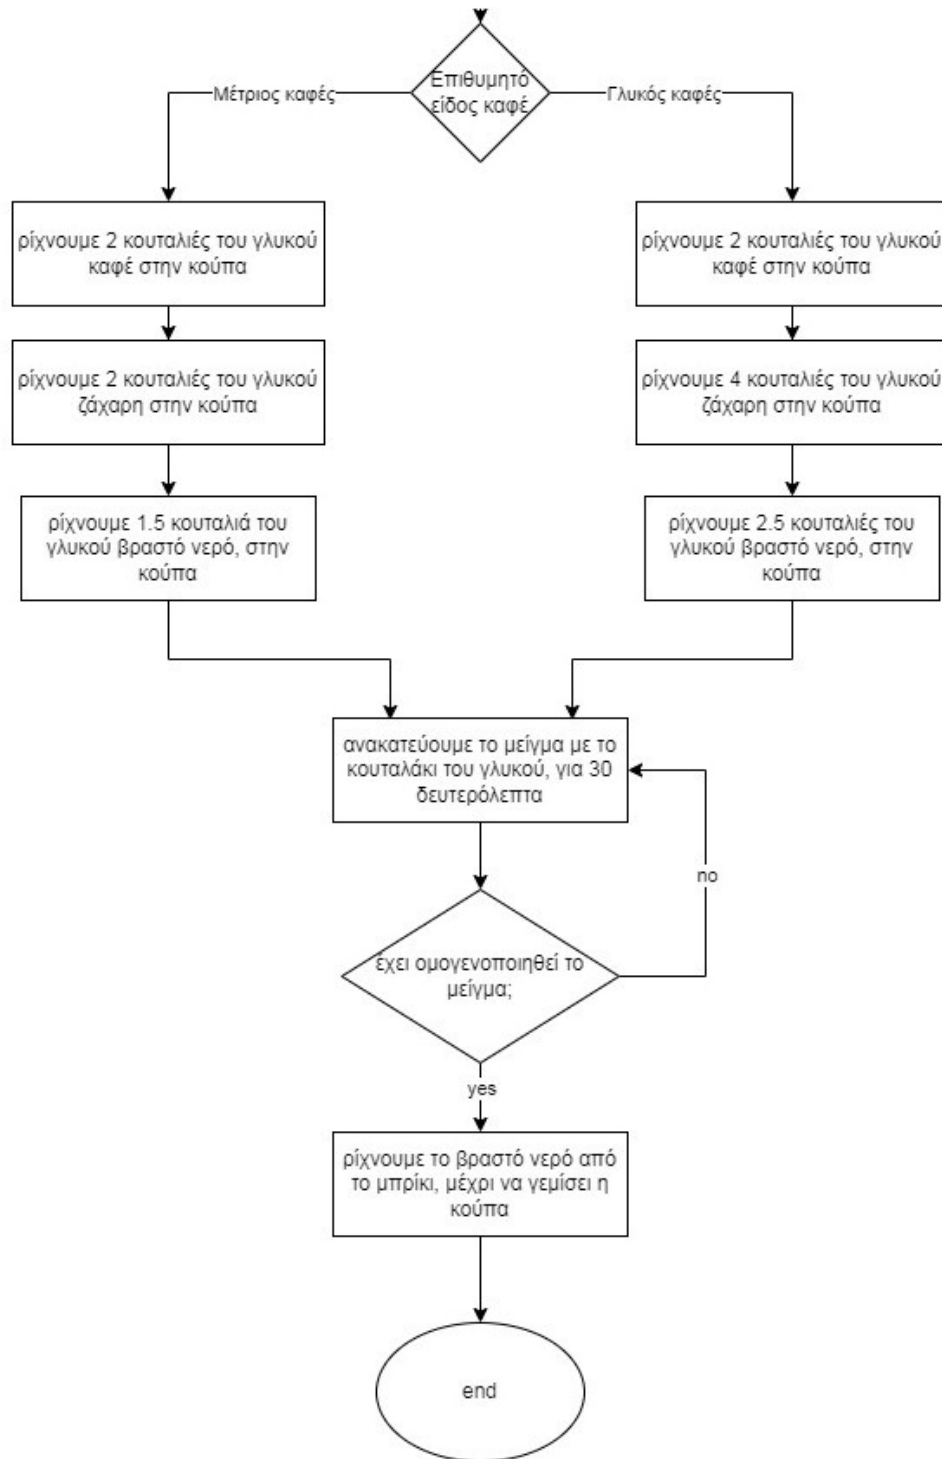 Επιθυμητό
είδος καφέ
Μέτριος καφές
Γλυκός καφές
ρίχνουμε 2 κουταλιές του γλυκού
καφέ στην κούπα
ρίχνουμε 2 κουταλιές του γλυκού
καφέ στην κούπα
ρίχνουμε 2 κουταλιές του γλυκού
ζάχαρη στην κούπα
ρίχνουμε 4 κουταλιές του γλυκού
ζάχαρη στην κούπα
ρίχνουμε 1.5 κουταλιά του
γλυκού βραστό νερό, στην
κούπα
ρίχνουμε 2.5 κουταλιές του
γλυκού βραστό νερό, στην
κούπα
ανακατεύουμε το μείγμα με το
κουταλάκι του γλυκού, για 30
δευτερόλεπτα
no
έχει ομογενοποιηθεί το
μείγμα;
yes
ρίχνουμε το βραστό νερό από
το μπρίκι, μέχρι να γεμίσει η
κούπα
end